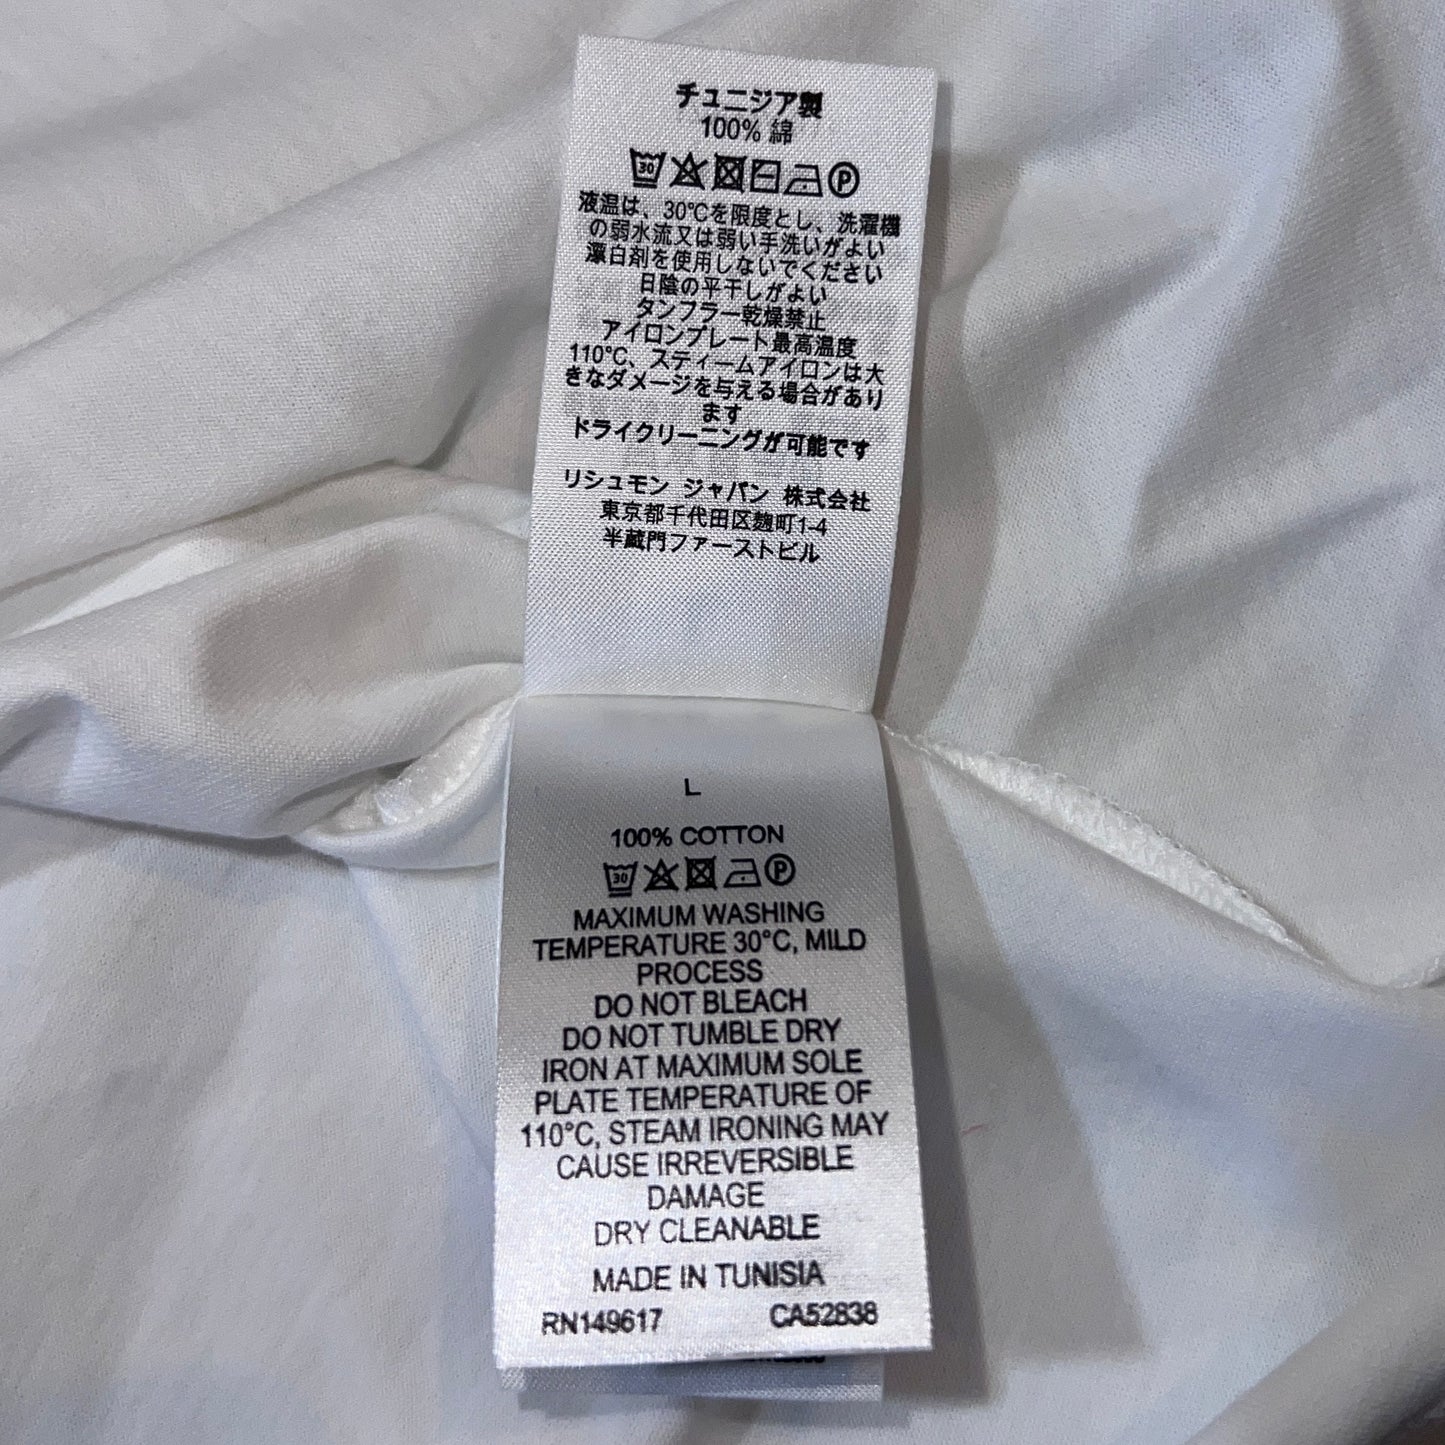 チュニジア製
100% 綿
30 P
液温は、30℃を限度とし、洗濯機
の弱水流又は弱い手洗いがよい
漂白剤を使用しないでください
日陰の平干しがよい
タンブラー乾燥禁止
アイロンプレート最高温度
110℃、スティームアイロンは大
きなダメージを与える場合があり
ます
ドライクリーニングが可能です
リシュモン ジャパン 株式会社
東京都千代田区麹町1-4
半蔵門ファーストビル
L
100% COTTON
30 P
MAXIMUM WASHING
TEMPERATURE 30°C, MILD
PROCESS
DO NOT BLEACH
DO NOT TUMBLE DRY
IRON AT MAXIMUM SOLE
PLATE TEMPERATURE OF
110°C, STEAM IRONING MAY
CAUSE IRREVERSIBLE
DAMAGE
DRY CLEANABLE
MADE IN TUNISIA
RN149617 CA52838